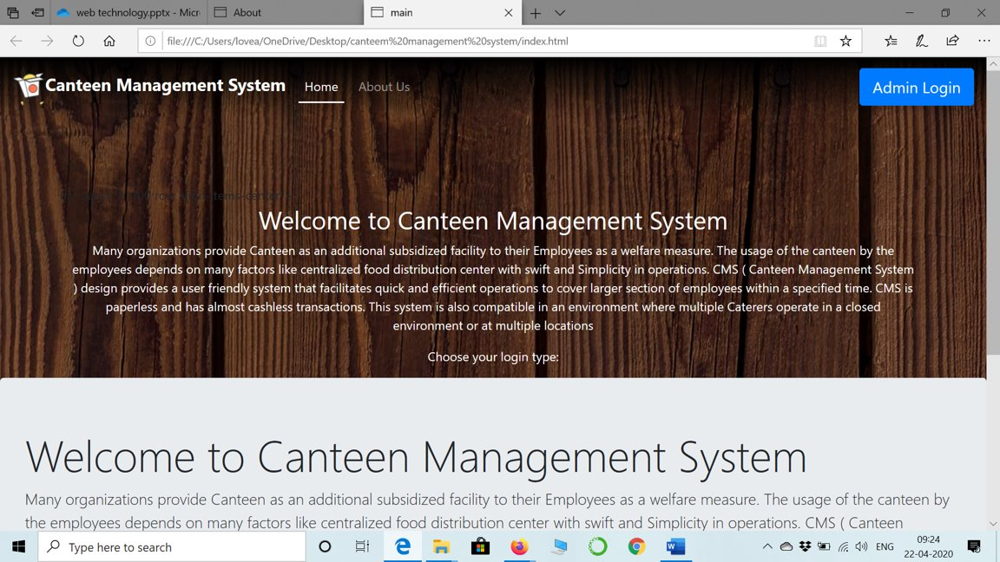 web technology.pptx - Micr
About
main
file:///C:/Users/lovea/OneDrive/Desktop/canteem%20management%20system/index.html
Canteen Management System
Home
About Us
Admin Login
Welcome to Canteen Management System
Many organizations provide Canteen as an additional subsidized facility to their Employees as a welfare measure. The usage of the canteen by the
employees depends on many factors like centralized food distribution center with swift and Simplicity in operations. CMS ( Canteen Management System
) design provides a user friendly system that facilitates quick and efficient operations to cover larger section of employees within a specified time. CMS is
paperless and has almost cashless transactions. This system is also compatible in an environment where multiple Caterers operate in a closed
environment or at multiple locations
Choose your login type:
Welcome to Canteen Management System
Many organizations provide Canteen as an additional subsidized facility to their Employees as a welfare measure. The usage of the canteen by
the employees depends on many factors like centralized food distribution center with swift and Simplicity in operations. CMS ( Canteen
Type here to search
ENG
09:24
22-04-2020